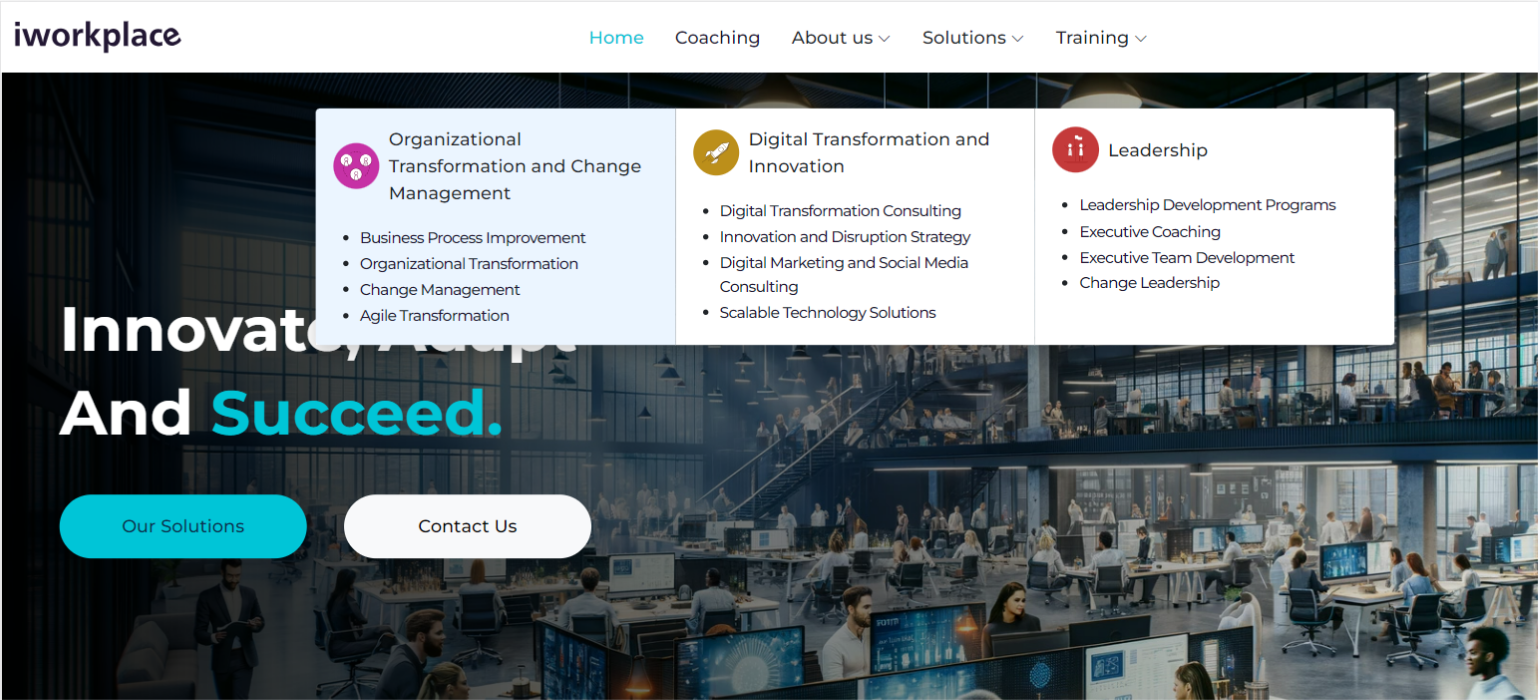 iworkplace
Home Coaching About us Solutions Training
Organizational
Transformation and Change
Management
• Business Process Improvement
• Organizational Transformation
• Change Management
• Agile Transformation
Digital Transformation and
Innovation
• Digital Transformation Consulting
• Innovation and Disruption Strategy
• Digital Marketing and Social Media
Consulting
• Scalable Technology Solutions
Leadership
• Leadership Development Programs
• Executive Coaching
• Executive Team Development
• Change Leadership
Innovate, Adapt
And Succeed.
Our Solutions
Contact Us